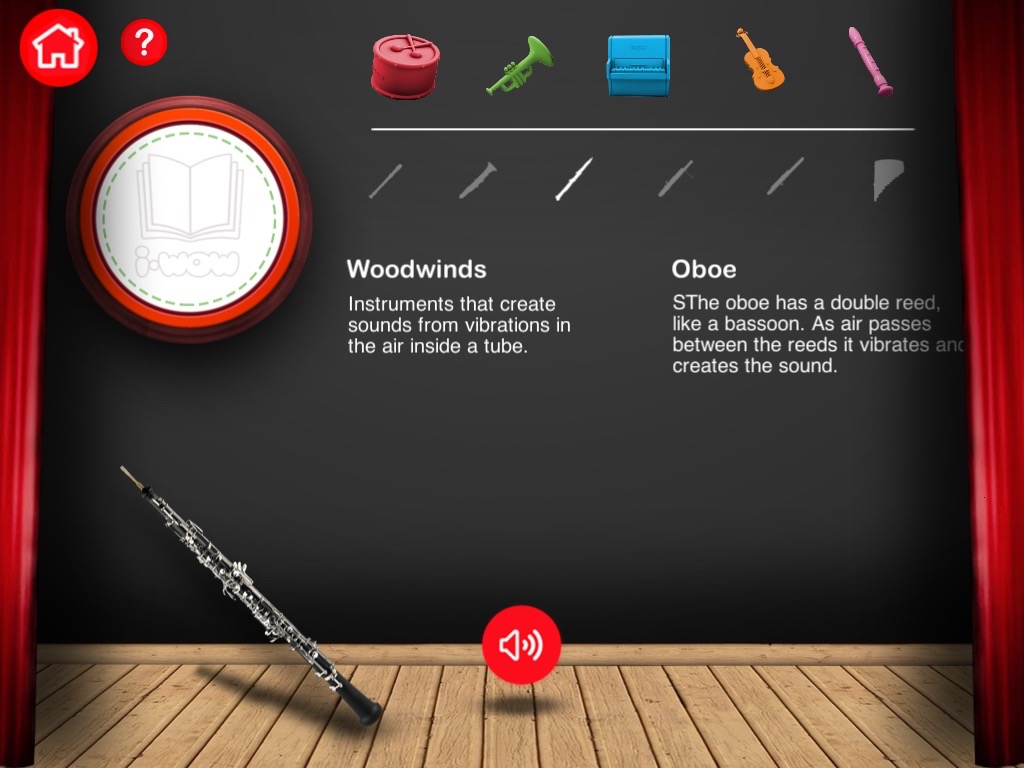 ?
i-wow
Woodwinds
Instruments that create
sounds from vibrations in
the air inside a tube.
Oboe
SThe oboe has a double reed,
like a bassoon. As air passes
between the reeds it vibrates and
creates the sound.